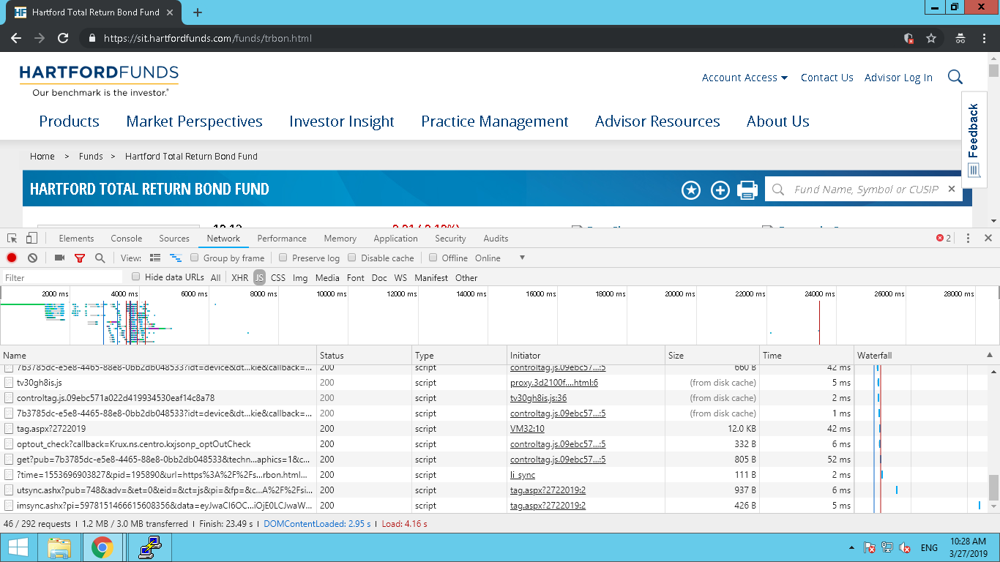 Hartford Total Return Bond Fund
https://sit.hartfordfunds.com/funds/trbon.html
HARTFORDFUNDS
Our benchmark is the investor.®
Account Access Contact Us Advisor Log In
Products Market Perspectives Investor Insight Practice Management Advisor Resources About Us
Feedback
Home > Funds > Hartford Total Return Bond Fund
HARTFORD TOTAL RETURN BOND FUND
Fund Name, Symbol or CUSIP
Elements Console Sources Network Performance Memory Application Security Audits 2
View: Group by frame Preserve log Disable cache Offline Online
Filter Hide data URLs All XHR JS CSS Img Media Font Doc WS Manifest Other
2000 ms 4000 ms 6000 ms 8000 ms 10000 ms 12000 ms 14000 ms 16000 ms 18000 ms 20000 ms 22000 ms 24000 ms 26000 ms 28000 ms
Name Status Type Initiator Size Time Waterfall
7b3785dc-e5e8-4465-88e8-0bb2db048533?idt=device&dt...kie&callback=... 200 script controltag.js.09ebc57...:5 660 B 42 ms
tv30gh8is.js 200 script proxy.3d2100f....html:6 (from disk cache) 5 ms
controltag.js.09ebc571a022d419934530eaf14c8a78 200 script tv30gh8is.js:36 (from disk cache) 2 ms
7b3785dc-e5e8-4465-88e8-0bb2db048533?idt=device&dt...kie&callback=... 200 script controltag.js.09ebc57...:5 (from disk cache) 1 ms
tag.aspx?2722019 200 script VM32:10 12.0 KB 42 ms
optout_check?callback=Krux.ns.centro.kxjsonp_optOutCheck 200 script controltag.js.09ebc57...:5 332 B 6 ms
get?pub=7b3785dc-e5e8-4465-88e8-0bb2db048533&techn...aphics=1&c... 200 script controltag.js.09ebc57...:5 805 B 52 ms
?time=1553696903827&pid=195890&url=https%3A%2F%2Fs...rbon.html... 200 script li_sync 111 B 2 ms
utsync.ashx?pub=748&adv=&et=0&eid=&ct=js&pi=&fp=&c...A%2F%2Fsi... 200 script tag.aspx?2722019:2 937 B 6 ms
imsync.ashx?pi=597815146661560835​6&data=eyJwaCI6OC...iOjE0LCJwaW... 200 script tag.aspx?2722019:2 426 B 5 ms
46 / 292 requests | 1.2 MB / 3.0 MB transferred | Finish: 23.49 s | DOMContentLoaded: 2.95 s | Load: 4.16 s
ENG
10:28 AM
3/27/2019